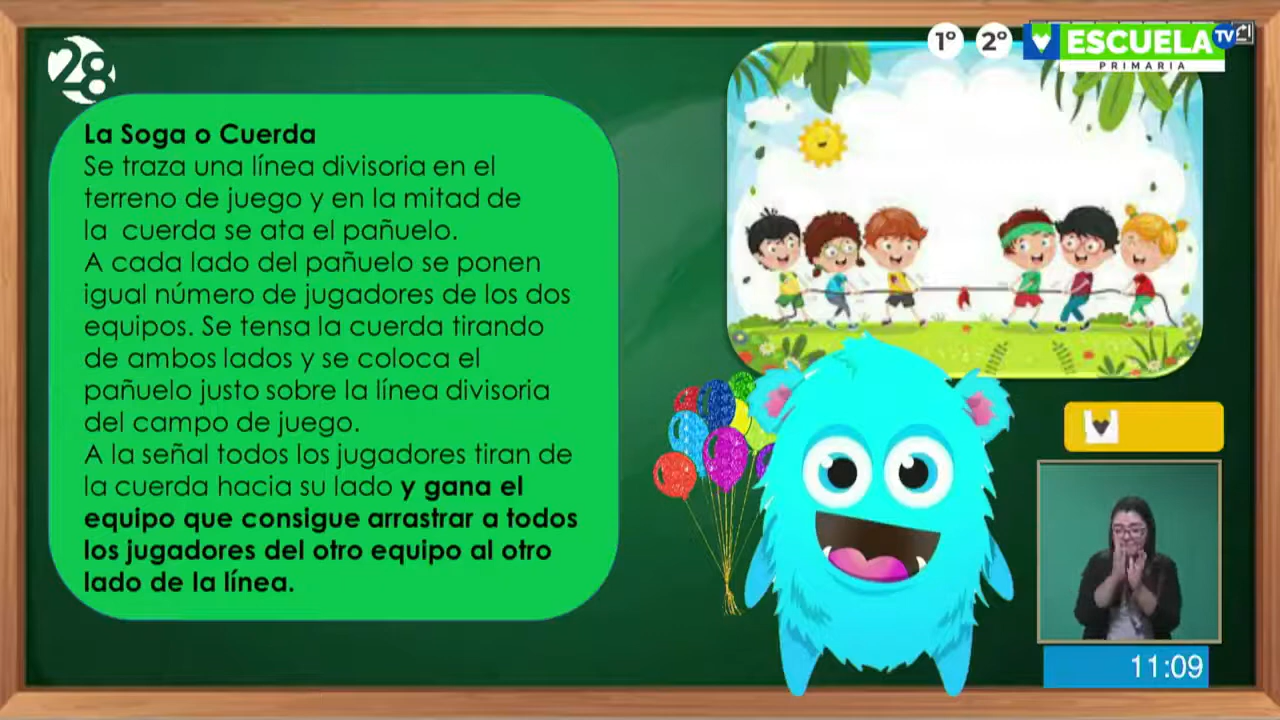 28
1º 2º ESCUELA TV
PRIMARIA
La Soga o Cuerda
Se traza una línea divisoria en el
terreno de juego y en la mitad de
la  cuerda se ata el pañuelo.
A cada lado del pañuelo se ponen
igual número de jugadores de los dos
equipos. Se tensa la cuerda tirando
de ambos lados y se coloca el
pañuelo justo sobre la línea divisoria
del campo de juego.
A la señal todos los jugadores tiran de
la cuerda hacia su lado y gana el
equipo que consigue arrastrar a todos
los jugadores del otro equipo al otro
lado de la línea.
11:09